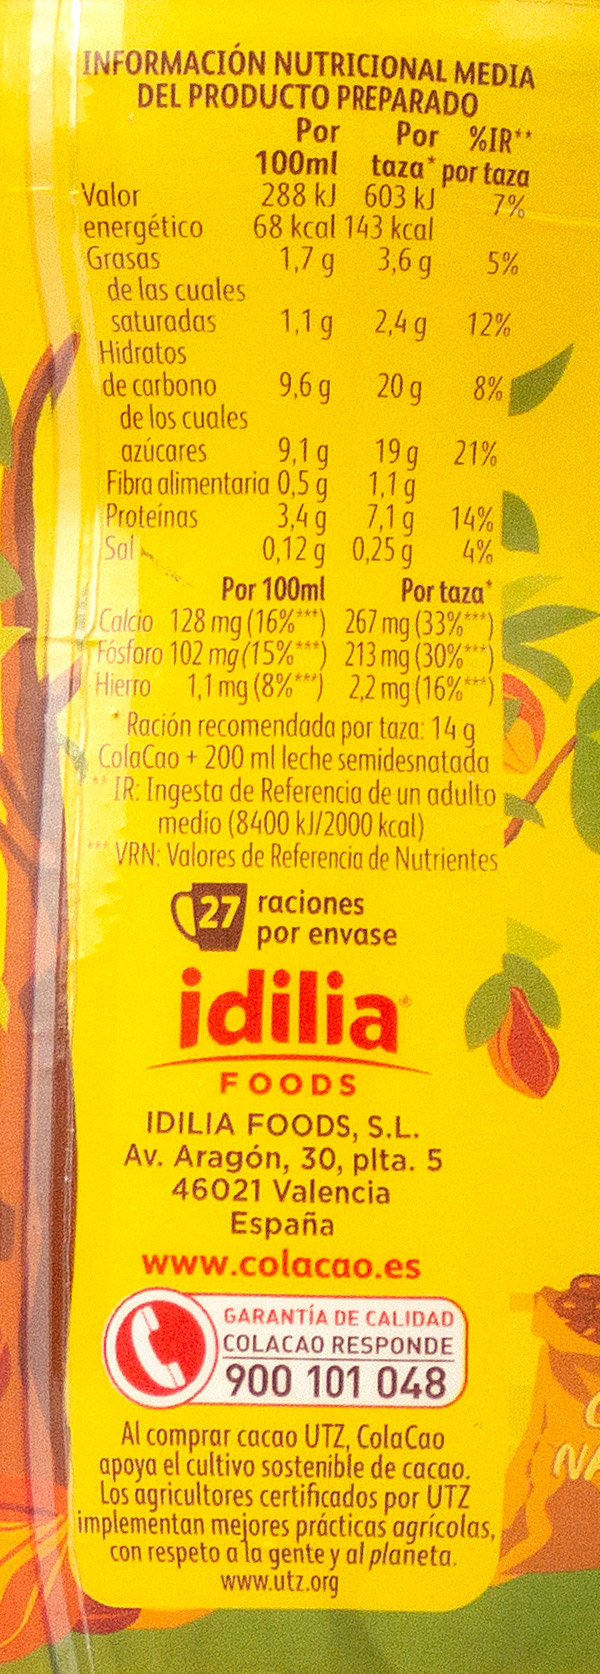 INFORMACIÓN NUTRICIONAL MEDIA
DEL PRODUCTO PREPARADO
Por Por %IR**
100ml taza* por taza
Valor 288 kJ 603 kJ 7%
energético 68 kcal 143 kcal
Grasas 1,7 g 3,6 g 5%
de las cuales
saturadas 1,1 g 2,4 g 12%
Hidratos
de carbono 9,6 g 20 g 8%
de los cuales
azúcares 9,1 g 19 g 21%
Fibra alimentaria 0,5 g 1,1 g
Proteínas 3,4 g 7,1 g 14%
Sal 0,12 g 0,25 g 4%
Por 100ml Por taza*
Calcio 128 mg (16%***) 267 mg (33%***)
Fósforo 102 mg (15%***) 213 mg (30%***)
Hierro 1,1 mg (8%***) 2,2 mg (16%***)
* Ración recomendada por taza: 14 g
ColaCao + 200 ml leche semidesnatada
** IR: Ingesta de Referencia de un adulto
medio (8400 kJ/2000 kcal)
*** VRN: Valores de Referencia de Nutrientes
27 raciones
por envase
idilia®
FOODS
IDILIA FOODS, S.L.
Av. Aragón, 30, plta. 5
46021 Valencia
España
www.colacao.es
GARANTÍA DE CALIDAD
COLACAO RESPONDE
900 101 048
Al comprar cacao UTZ, ColaCao
apoya el cultivo sostenible de cacao.
Los agricultores certificados por UTZ
implementan mejores prácticas agrícolas,
con respeto a la gente y al planeta.
www.utz.org